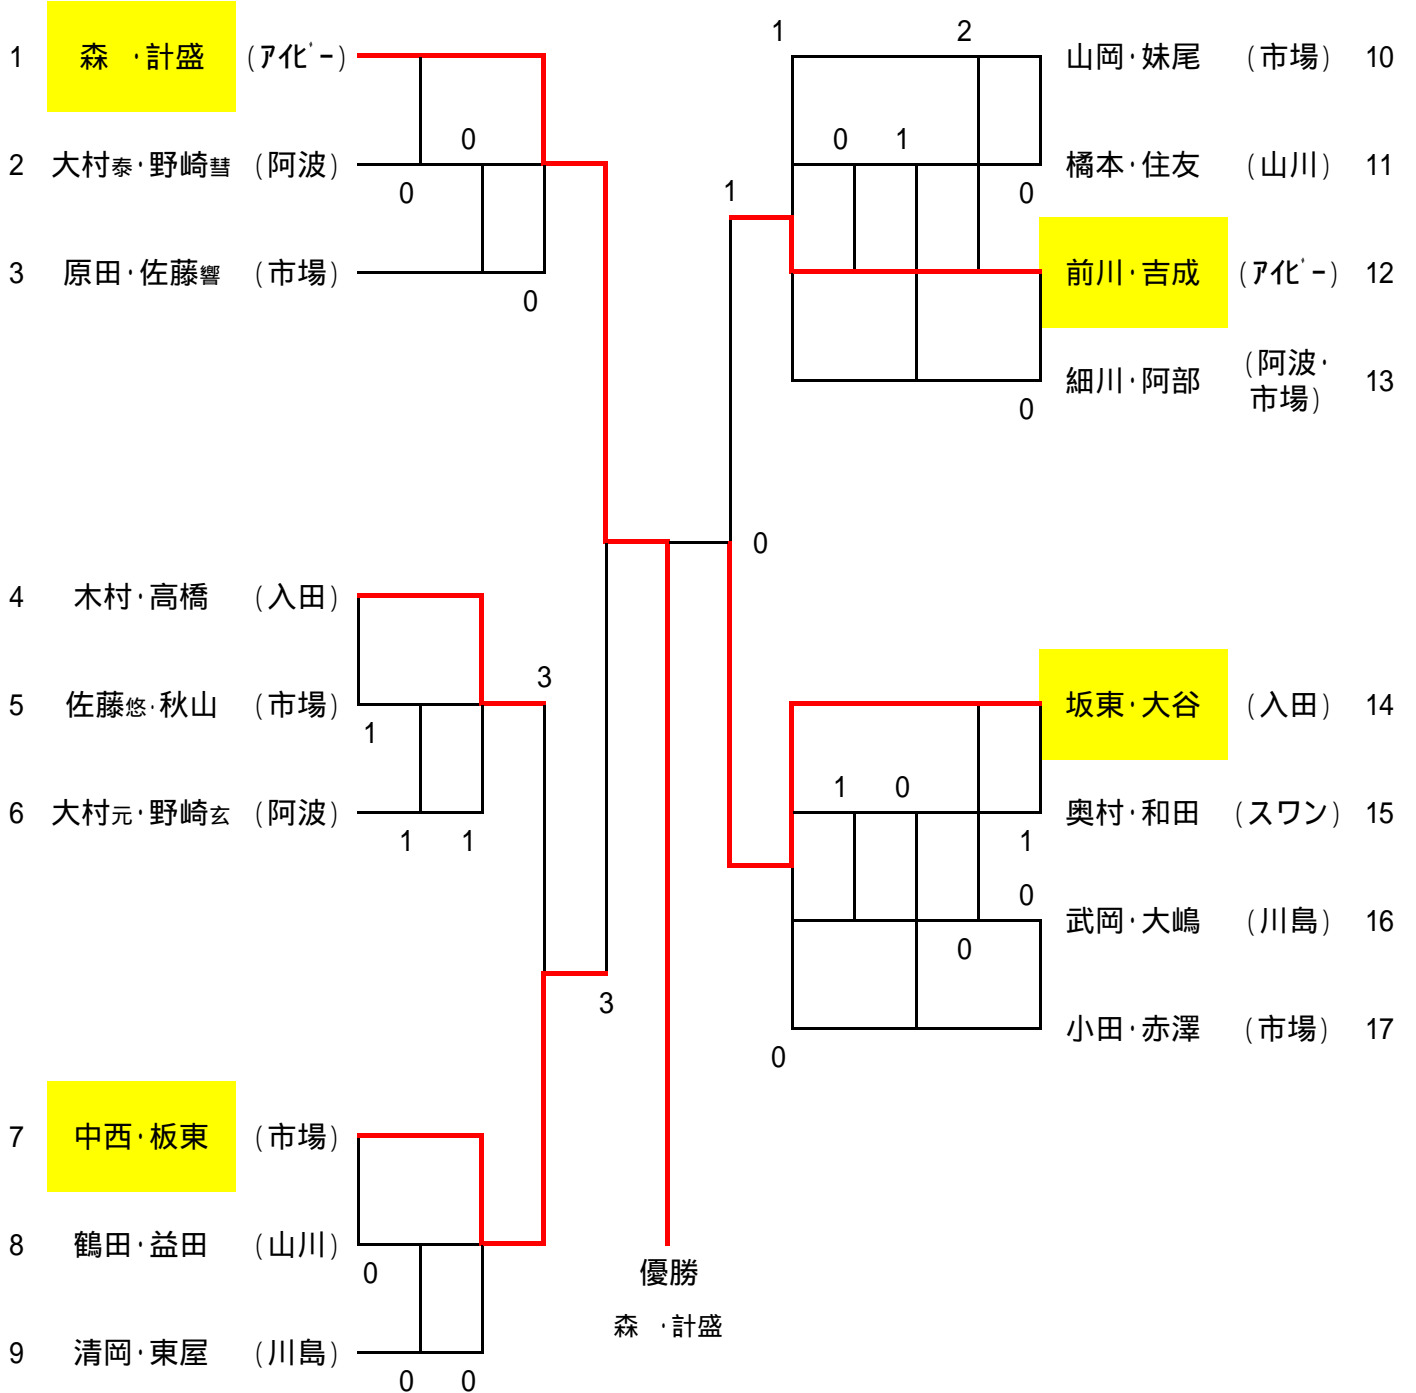 1 森 ・計盛 (ｱｲﾋﾞｰ)
0
2 大村泰・野崎彗 (阿波)
0
3 原田・佐藤響 (市場)
0
4 木村・高橋 (入田)
3
5 佐藤悠・秋山 (市場)
1
6 大村元・野崎玄 (阿波)
1 1
3
7 中西・板東 (市場)
8 鶴田・益田 (山川)
0
9 清岡・東屋 (川島)
0 0
1 2
山岡・妹尾 (市場) 10
0 1
橘本・住友 (山川) 11
1 0
前川・吉成 (ｱｲﾋﾞｰ) 12
細川・阿部 (阿波・
市場) 13
0
0
坂東・大谷 (入田) 14
1 0
奥村・和田 (スワン) 15
1
0
武岡・大嶋 (川島) 16
0
小田・赤澤 (市場) 17
0
優勝
森 ・計盛